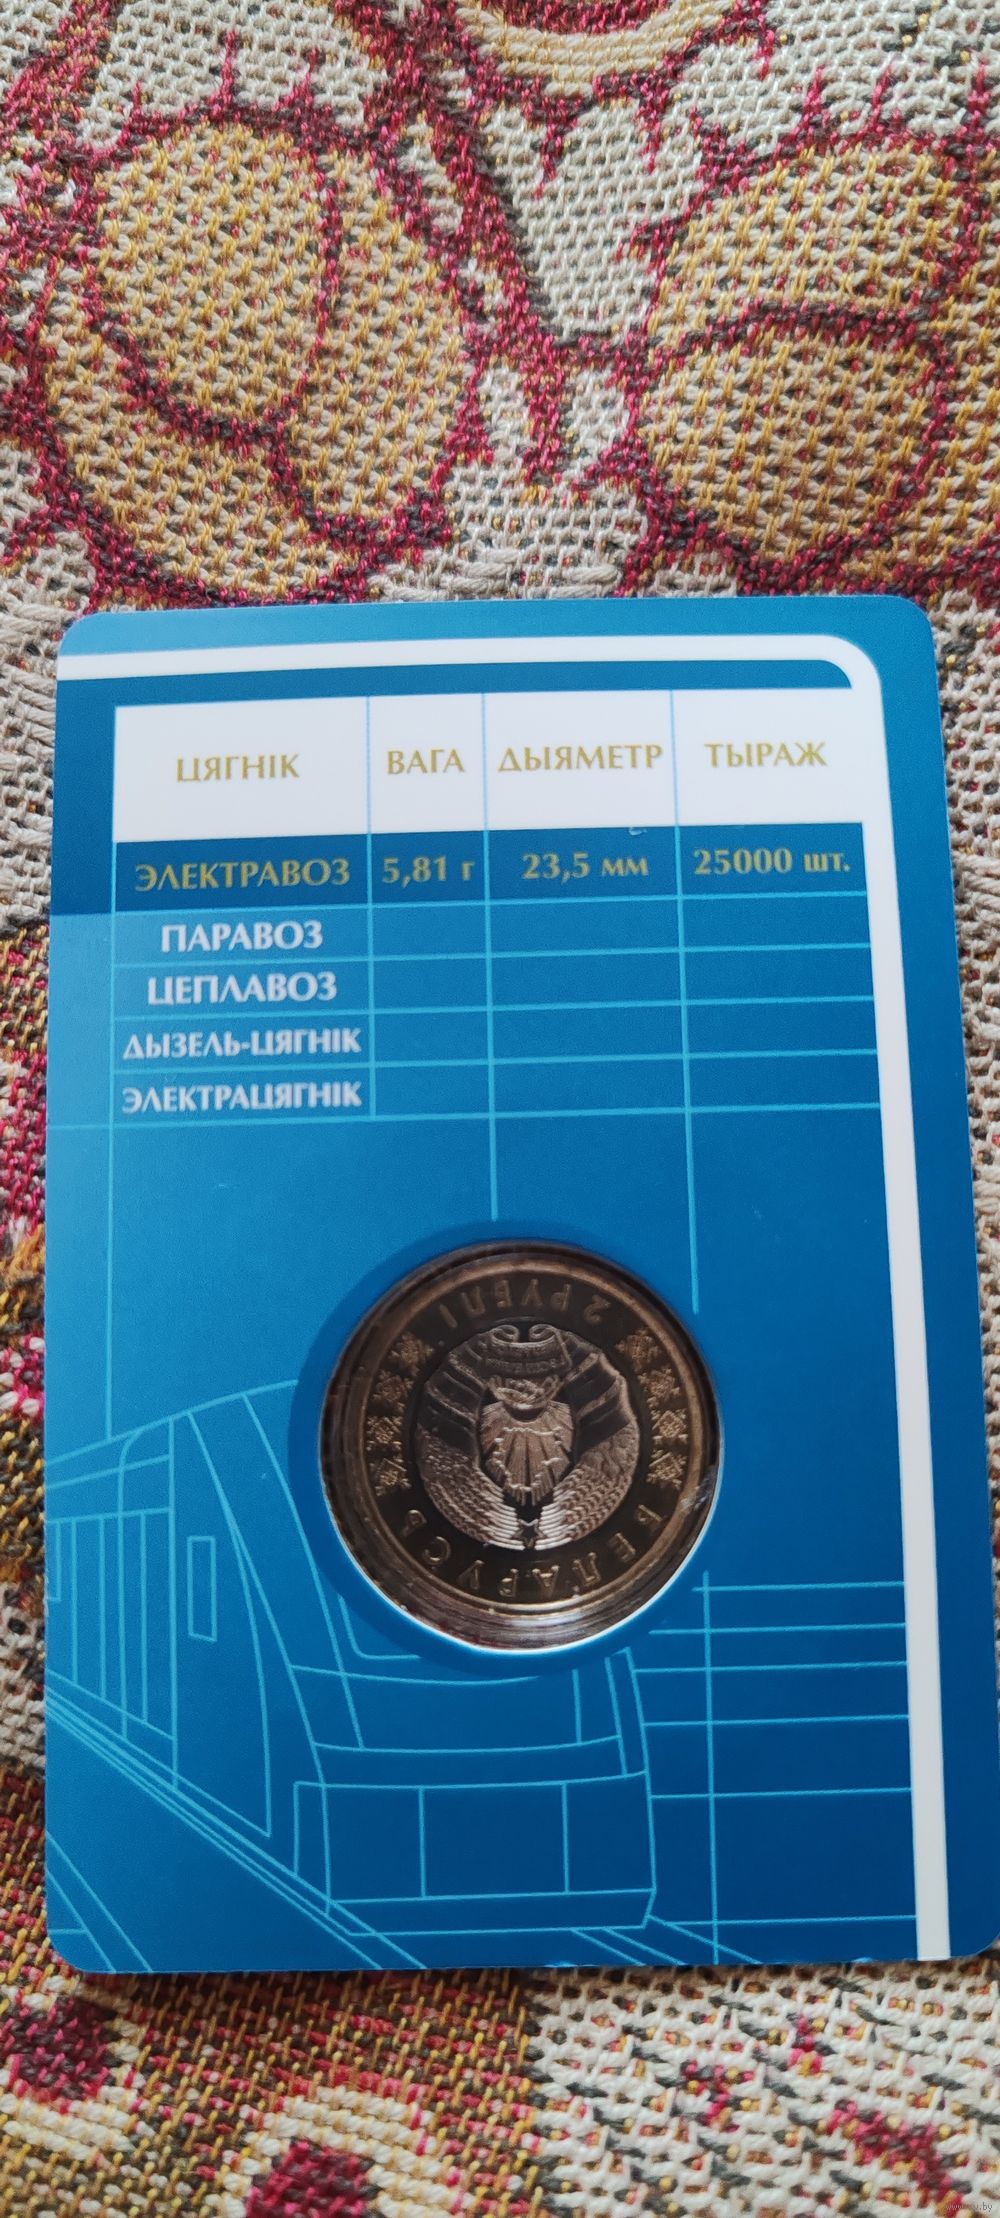 ЦЯГНІК ВАГА ДЫЯМЕТР ТЫРАЖ
ЭЛЕКТРАВОЗ 5,81 г 23,5 мм 25000 шт.
ПАРАВОЗ
ЦЕПЛАВОЗ
ДЫЗЕЛЬ-ЦЯГНІК
ЭЛЕКТРАЦЯГНІК
2 РУБЛІ
БЕЛАРУСЬ